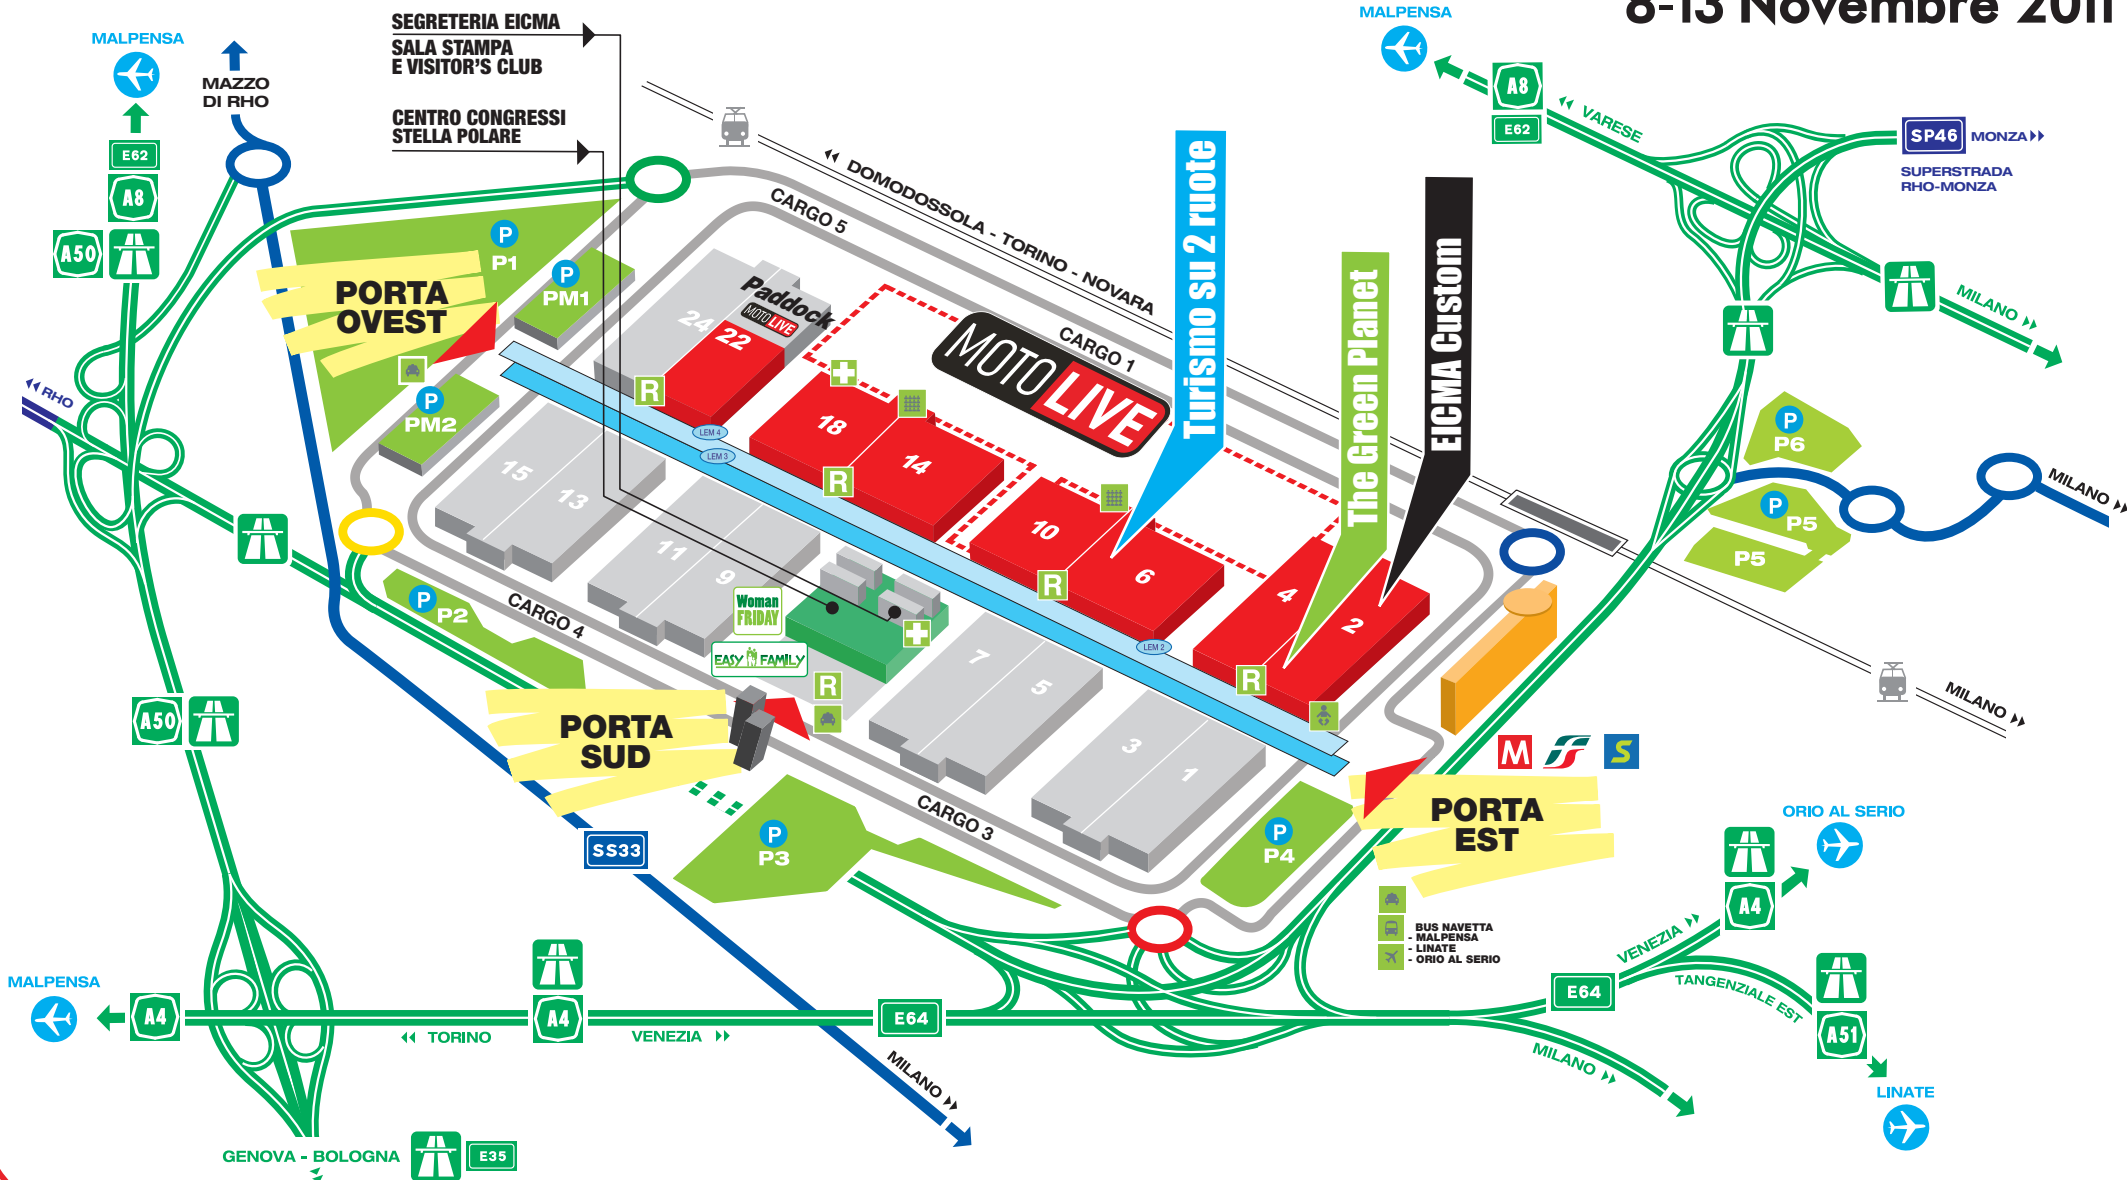 8-13 Novembre 2011
SEGRETERIA EICMA
SALA STAMPA
E VISITOR'S CLUB
CENTRO CONGRESSI
STELLA POLARE
MALPENSA
MAZZO
DI RHO
E62
A8
A50
RHO
P
P1
P
PM1
PORTA
OVEST
P
PM2
CARGO 5
DOMODOSSOLA - TORINO - NOVARA
CARGO 1
Paddock
MOTO LIVE
24
22
MOTO LIVE
Turismo su 2 ruote
The Green Planet
EICMA Custom
MALPENSA
A8
E62
VARESE
SP46
MONZA
SUPERSTRADA
RHO-MONZA
MILANO
P
P6
P
P5
P5
MILANO
MILANO
R
LEM 4
LEM 3
18
14
R
15
13
11
9
10
6
R
4
2
LEM 2
R
Woman
FRIDAY
EASY FAMILY
R
7
5
3
1
P
P2
CARGO 4
PORTA
SUD
A50
SS33
P
P3
CARGO 3
P
P4
M
S
PORTA
EST
BUS NAVETTA
- MALPENSA
- LINATE
- ORIO AL SERIO
ORIO AL SERIO
A4
VENEZIA
E64
TANGENZIALE EST
A51
MILANO
LINATE
MALPENSA
A4
TORINO
A4
VENEZIA
E64
MILANO
GENOVA - BOLOGNA
E35